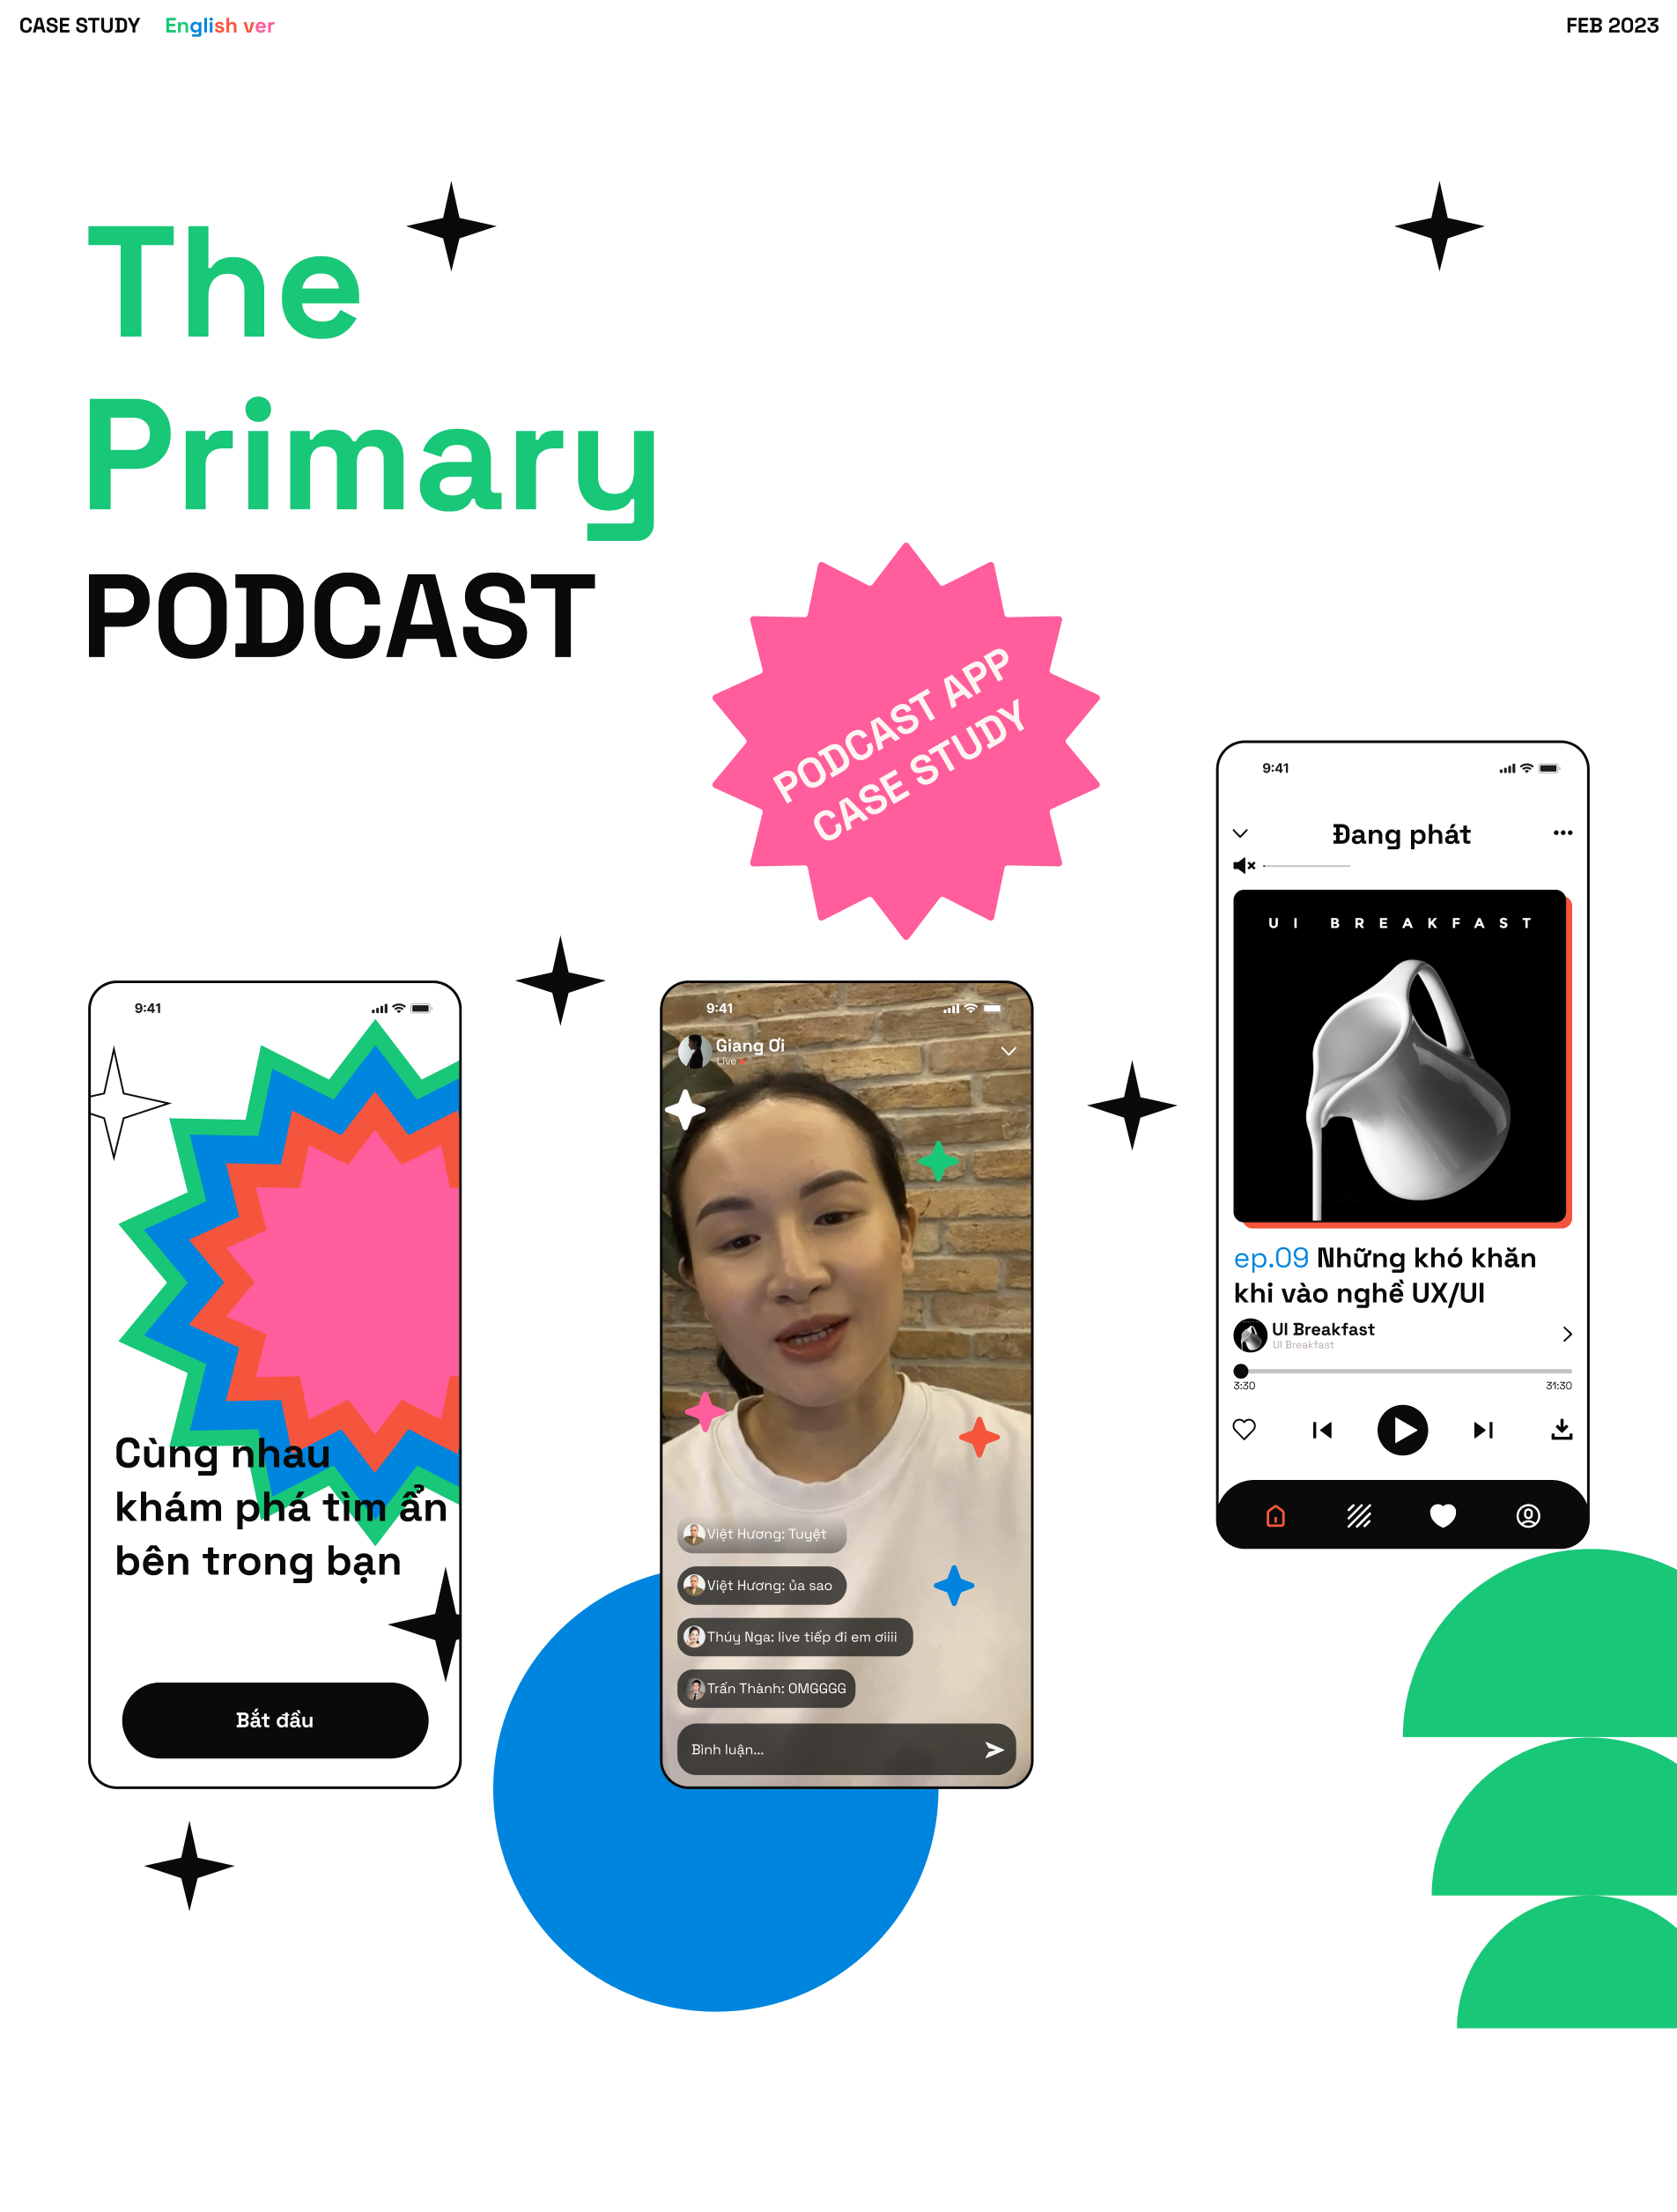 CASE STUDY English ver
FEB 2023
The
Primary
PODCAST
PODCAST APP
CASE STUDY
9:41
Cùng nhau
khám phá tìm ẩn
bên trong bạn
Bắt đầu
9:41
Giang Ơi
Live
Việt Hương: Tuyệt
Việt Hương: ủa sao
Thúy Nga: live tiếp đi em ơiiii
Trấn Thành: OMGGGG
Bình luận...
9:41
Đang phát
UI BREAKFAST
ep.09 Những khó khăn
khi vào nghề UX/UI
UI Breakfast
UI Breakfast
3:30
31:30